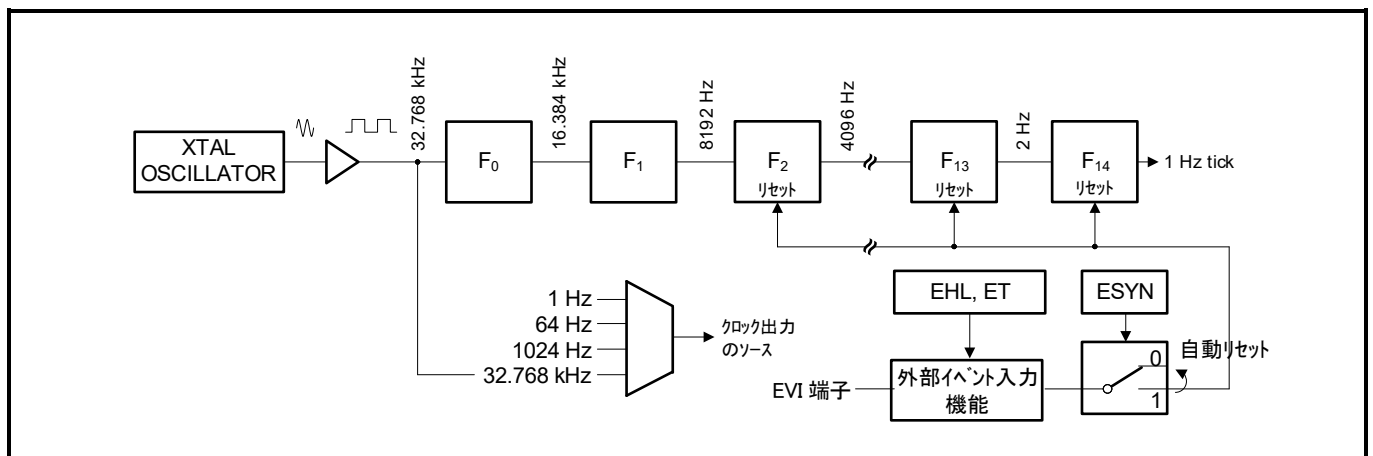 XTAL
OSCILLATOR
32.768 kHz
F0
16.384 kHz
F1
8192 Hz
F2
リセット
4096 Hz
F13
リセット
2 Hz
F14
リセット
1 Hz tick
1 Hz
64 Hz
1024 Hz
32.768 kHz
クロック出力
のソース
EHL, ET
ESYN
EVI 端子
外部イベント入力
機能
0
1
自動リセット